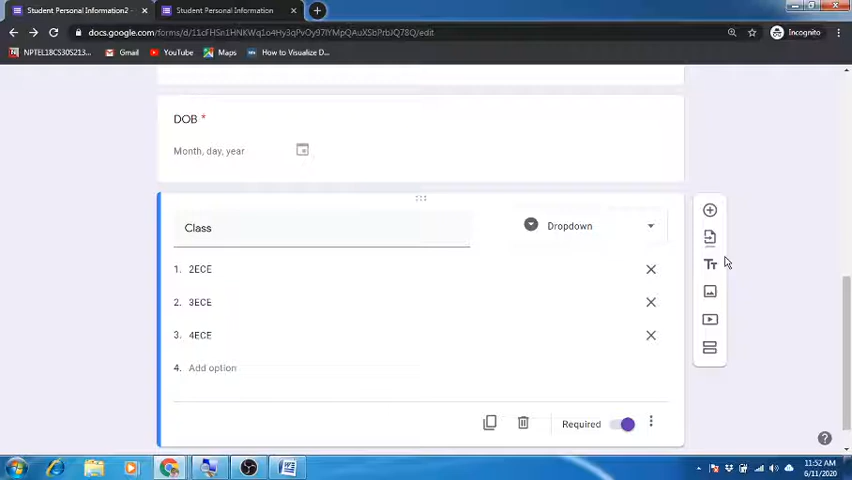 Student Personal Information2 -
Student Personal Information
docs.google.com/forms/d/11cFHSn1HNKWq1o4Hy3qPvOy97lYMpG7QAuXSbPrbJQ78Q/edit
Incognito
NPTEL18CS30S213...
Gmail
YouTube
Maps
How to Visualize D...
DOB *
Month, day, year
Class
Dropdown
1. 2ECE
2. 3ECE
3. 4ECE
4. Add option
Required
11:52 AM
6/11/2020